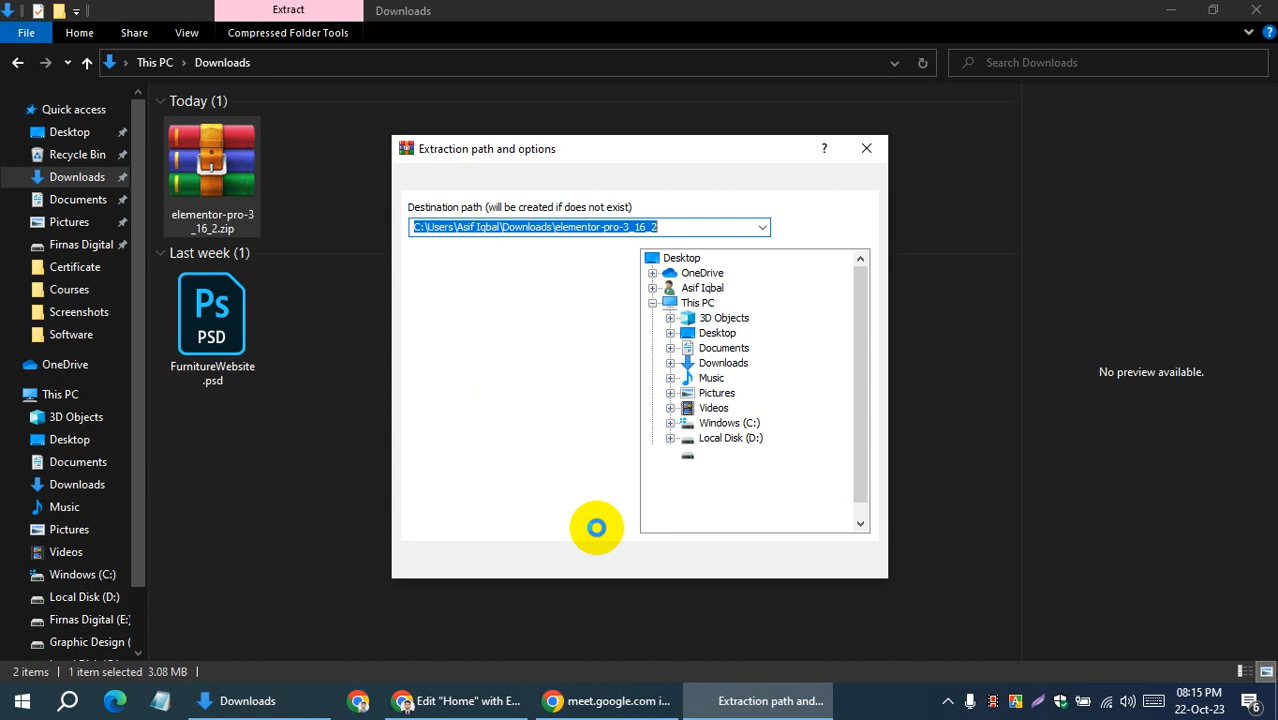 Extract
Downloads
File
Home
Share
View
Compressed Folder Tools
This PC
Downloads
Search Downloads
Quick access
Desktop
Recycle Bin
Downloads
Documents
Pictures
Firnas Digital
Certificate
Courses
Screenshots
Software
OneDrive
This PC
3D Objects
Desktop
Documents
Downloads
Music
Pictures
Videos
Windows (C:)
Local Disk (D:)
Firnas Digital (E:)
Graphic Design (
Today (1)
elementor-pro-3
_16_2.zip
Last week (1)
Ps
PSD
FurnitureWebsite
.psd
Extraction path and options
?
Destination path (will be created if does not exist)
C:\Users\Asif Iqbal\Downloads\elementor-pro-3_16_2
Desktop
OneDrive
Asif Iqbal
This PC
3D Objects
Desktop
Documents
Downloads
Music
Pictures
Videos
Windows (C:)
Local Disk (D:)
No preview available.
2 items
1 item selected 3.08 MB
Downloads
Edit "Home" with E...
meet.google.com i...
Extraction path and...
08:15 PM
22-Oct-23
6